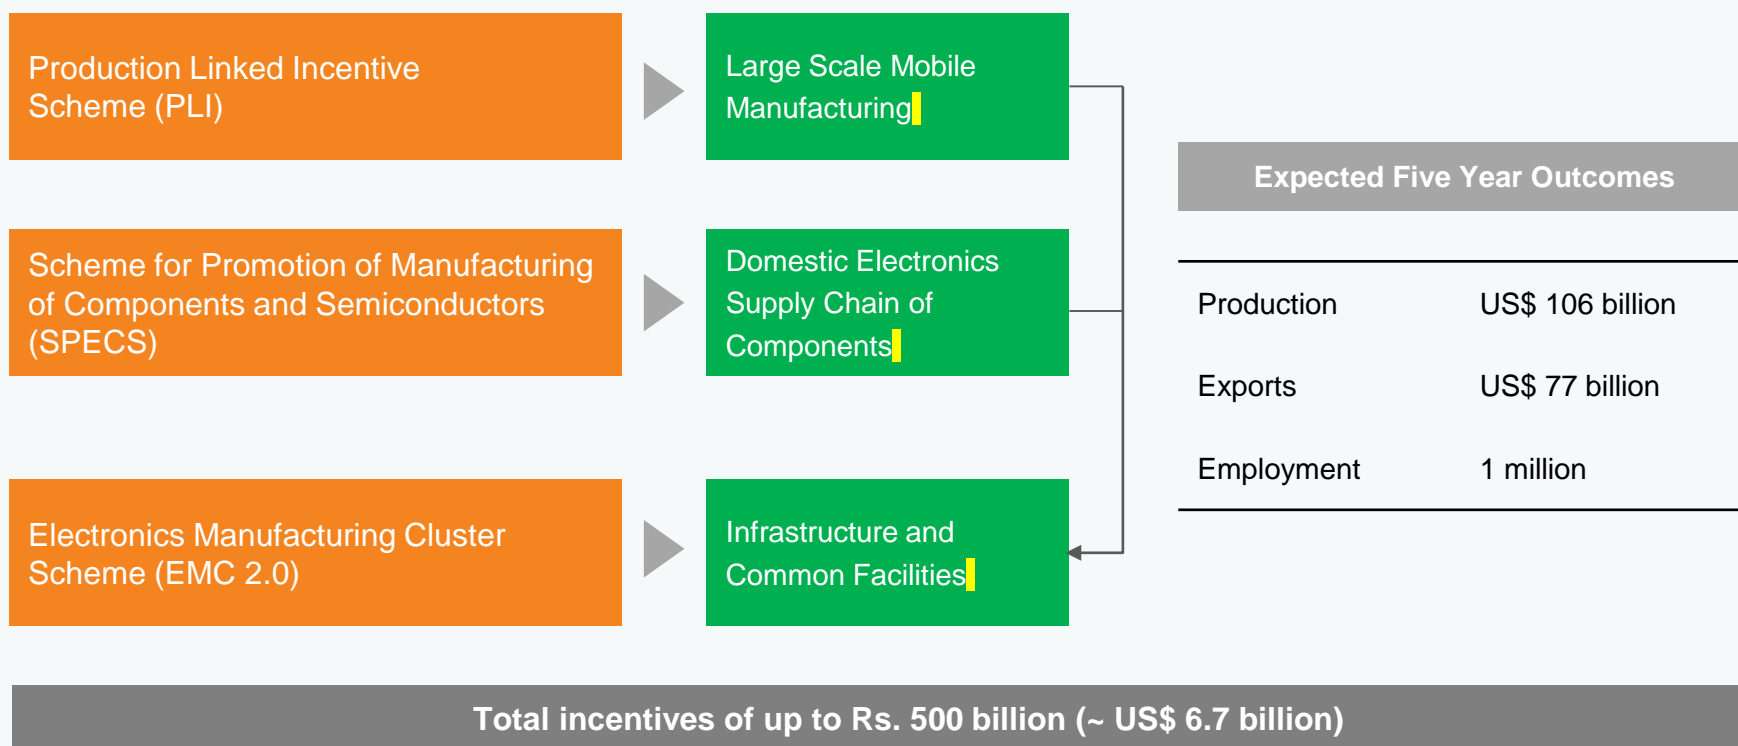 Production Linked Incentive
Scheme (PLI)
Large Scale Mobile
Manufacturing
Scheme for Promotion of Manufacturing
of Components and Semiconductors
(SPECS)
Domestic Electronics
Supply Chain of
Components
Electronics Manufacturing Cluster
Scheme (EMC 2.0)
Infrastructure and
Common Facilities
Expected Five Year Outcomes
Production US$ 106 billion
Exports US$ 77 billion
Employment 1 million
Total incentives of up to Rs. 500 billion (~ US$ 6.7 billion)